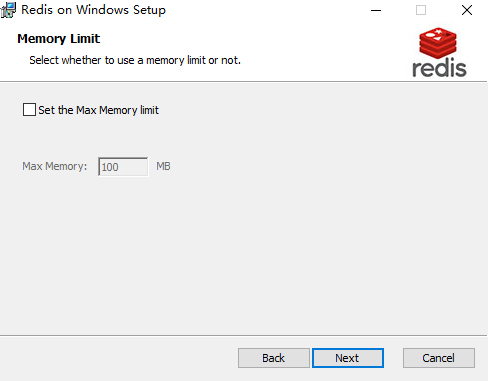 Redis on Windows Setup
Memory Limit
Select whether to use a memory limit or not.
redis
Set the Max Memory limit
Max Memory: 100 MB
Back Next Cancel